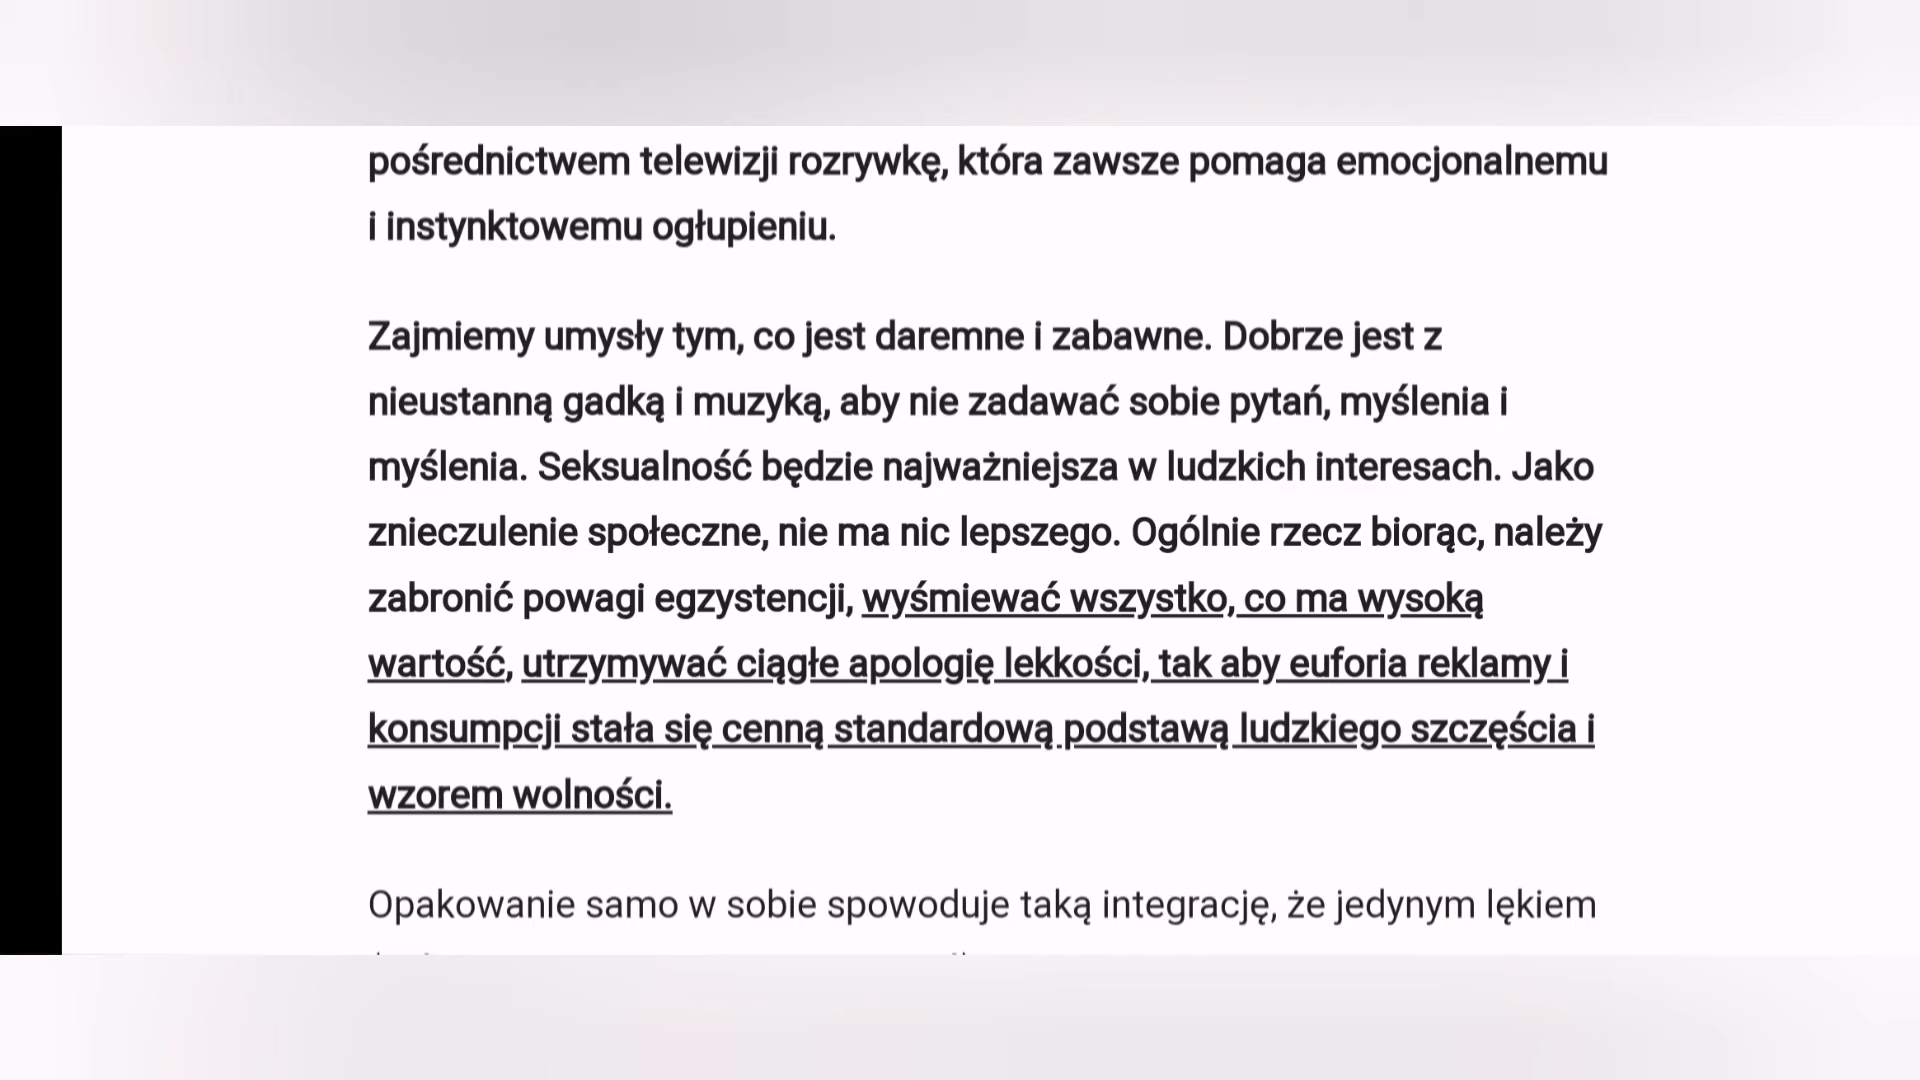 pośrednictwem telewizji rozrywkę, która zawsze pomaga emocjonalnemu
i instynktowemu ogłupieniu.
Zajmiemy umysły tym, co jest daremne i zabawne. Dobrze jest z
nieustanną gadką i muzyką, aby nie zadawać sobie pytań, myślenia i
myślenia. Seksualność będzie najważniejsza w ludzkich interesach. Jako
znieczulenie społeczne, nie ma nic lepszego. Ogólnie rzecz biorąc, należy
zabronić powagi egzystencji, wyśmiewać wszystko, co ma wysoką
wartość, utrzymywać ciągłe apologię lekkości, tak aby euforia reklamy i
konsumpcji stała się cenną standardową podstawą ludzkiego szczęścia i
wzorem wolności.
Opakowanie samo w sobie spowoduje taką integrację, że jedynym lękiem